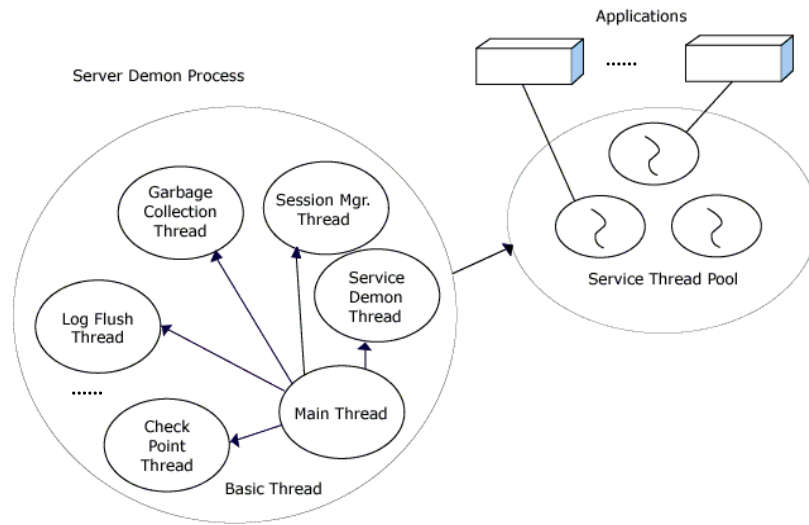 Applications
......
Server Demon Process
Garbage
Collection
Thread
Session Mgr.
Thread
Service
Demon
Thread
Service Thread Pool
Log Flush
Thread
......
Main Thread
Check
Point
Thread
Basic Thread